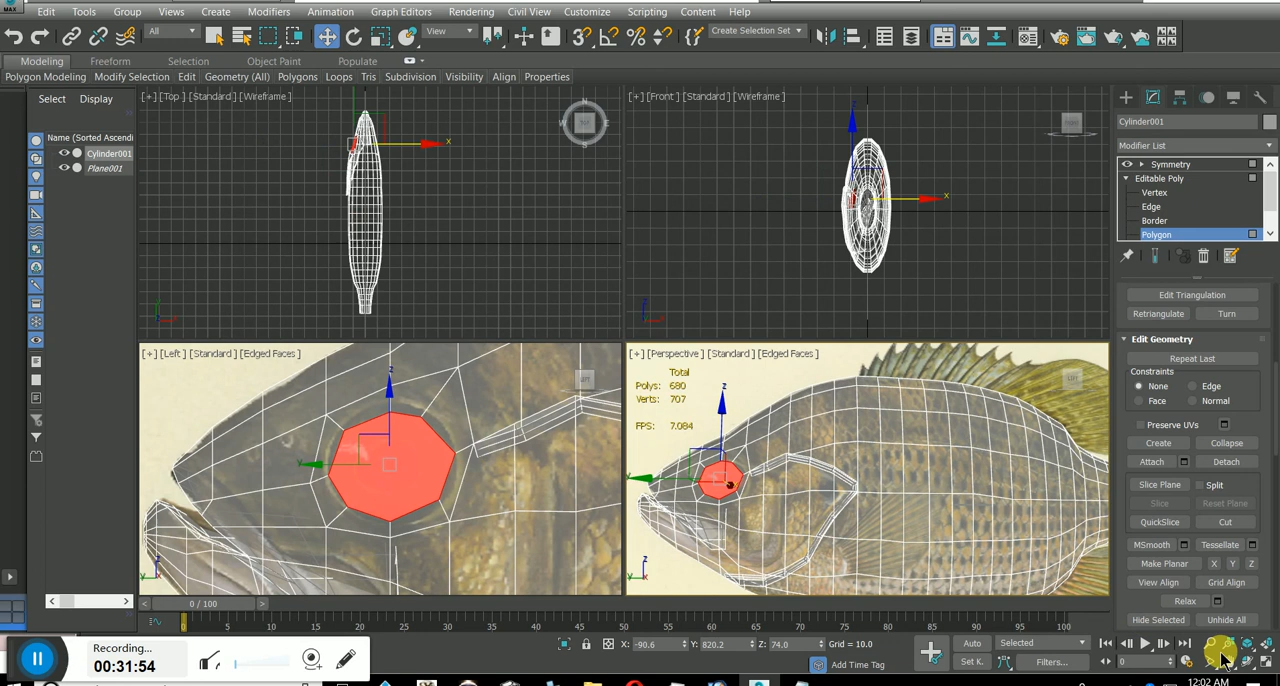 MAX
Edit Tools Group Views Create Modifiers Animation Graph Editors Rendering Civil View Customize Scripting Content Help
All View Create Selection Set
Modeling Freeform Selection Object Paint Populate
Polygon Modeling Modify Selection Edit Geometry (All) Polygons Loops Tris Subdivision Visibility Align Properties
Select Display
Name (Sorted Ascendi
Cylinder001
Plane001
[+] [Top ] [Standard ] [Wireframe ]
N
W E
x
[+] [Front ] [Standard ] [Wireframe ]
x
[+] [Left ] [Standard ] [Edged Faces ]
[+] [Perspective ] [Standard ] [Edged Faces ]
Total
Polys: 680
Verts: 707
FPS: 7.084
Cylinder001
Modifier List
Symmetry
Editable Poly
Vertex
Edge
Border
Polygon
Edit Triangulation
Retriangulate Turn
Edit Geometry
Repeat Last
Constraints
None Edge
Face Normal
Preserve UVs
Create Collapse
Attach Detach
Slice Plane Split
Slice Reset Plane
QuickSlice Cut
MSmooth Tessellate
Make Planar X Y Z
View Align Grid Align
Relax
Hide Selected Unhide All
0 / 100
0 5 10 15 20 25 30 35 40 45 50 55 60 65 70 75 80 85 90 95 100
Recording...
00:31:54
X: -90.6 Y: 820.2 Z: 74.0 Grid = 10.0
Add Time Tag
Auto Selected
Set K. Filters...
0
12:02 AM